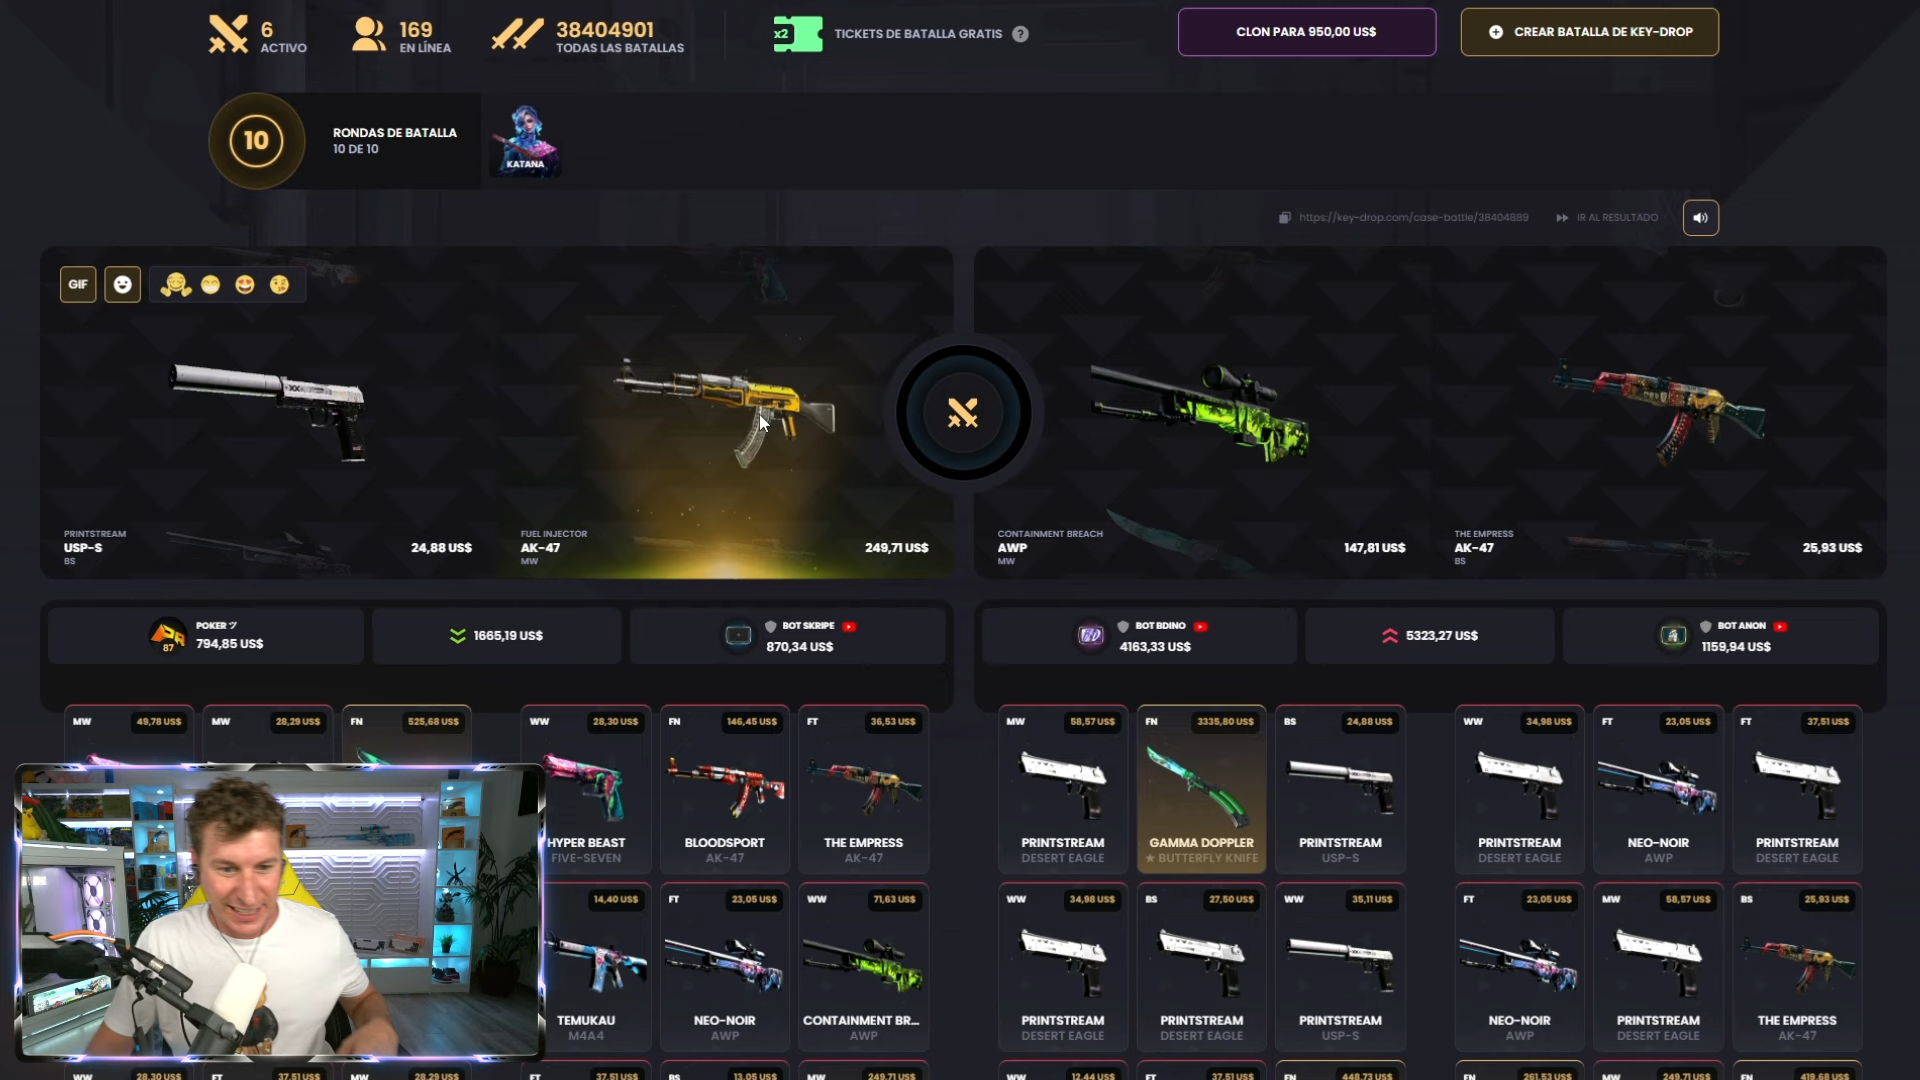 6
ACTIVO
169
EN LÍNEA
38404901
TODAS LAS BATALLAS
x2
TICKETS DE BATALLA GRATIS ?
CLON PARA 950,00 US$
CREAR BATALLA DE KEY-DROP
10
RONDAS DE BATALLA
10 DE 10
KATANA
https://key-drop.com/case-battle/38404889
IR AL RESULTADO
GIF
PRINTSTREAM
USP-S
BS
24,88 US$
FUEL INJECTOR
AK-47
MW
249,71 US$
CONTAINMENT BREACH
AWP
MW
147,81 US$
THE EMPRESS
AK-47
BS
25,93 US$
POKER ツ
794,85 US$
87
1665,19 US$
BOT SKRIPE
870,34 US$
BOT BDINO
4163,33 US$
5323,27 US$
BOT ANON
1159,94 US$
MW 49,78 US$
MW 28,29 US$
FN 525,68 US$
WW 28,30 US$
HYPER BEAST
FIVE-SEVEN
FN 146,45 US$
BLOODSPORT
AK-47
FT 36,53 US$
THE EMPRESS
AK-47
MW 58,57 US$
PRINTSTREAM
DESERT EAGLE
FN 3335,80 US$
GAMMA DOPPLER
★ BUTTERFLY KNIFE
BS 24,88 US$
PRINTSTREAM
USP-S
WW 34,98 US$
PRINTSTREAM
DESERT EAGLE
FT 23,05 US$
NEO-NOIR
AWP
FT 37,51 US$
PRINTSTREAM
DESERT EAGLE
14,40 US$
TEMUKAU
M4A4
FT 23,05 US$
NEO-NOIR
AWP
WW 71,63 US$
CONTAINMENT BR...
AWP
WW 34,98 US$
PRINTSTREAM
DESERT EAGLE
BS 27,50 US$
PRINTSTREAM
DESERT EAGLE
WW 35,11 US$
PRINTSTREAM
USP-S
FT 23,05 US$
NEO-NOIR
AWP
MW 58,57 US$
PRINTSTREAM
DESERT EAGLE
BS 25,93 US$
THE EMPRESS
AK-47
WW 28,30 US$
FT 37,51 US$
MW 28,29 US$
FT 37,51 US$
BS 13,05 US$
MW 249,71 US$
WW 12,44 US$
FT 37,51 US$
FN 448,73 US$
FN 261,53 US$
MW 249,71 US$
FN 419,68 US$